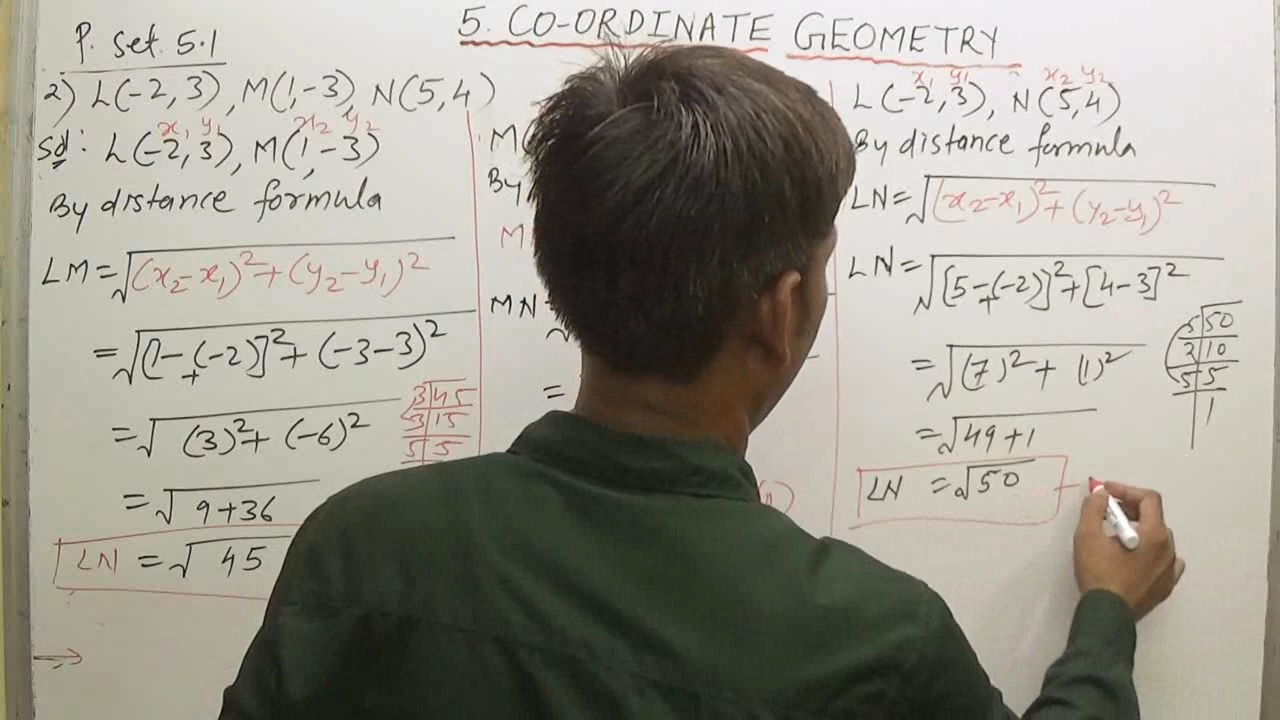 5. CO-ORDINATE GEOMETRY
P. Set 5.1
2) L(-2, 3), M(1,-3), N(5,4)
x₁ y₁ x₂ y₂
Sol: L(-2, 3), M(1, -3)
By distance formula
LM = √(x₂-x₁)² + (y₂-y₁)²
= √[1-(-2)]² + (-3-3)²
+
= √(3)² + (-6)²
= √9+36
LN = √45
3 45
3 15
5 5
M(
By
M
MN
=
x₁ y₁ x₂ y₂
L(-2, 3), N(5,4)
By distance formula
LN = √(x₂-x₁)² + (y₂-y₁)²
LN = √[5-(-2)]² + [4-3]²
+
= √(7)² + (1)²
= √49+1
LN = √50
5 50
2 10
5 5
1